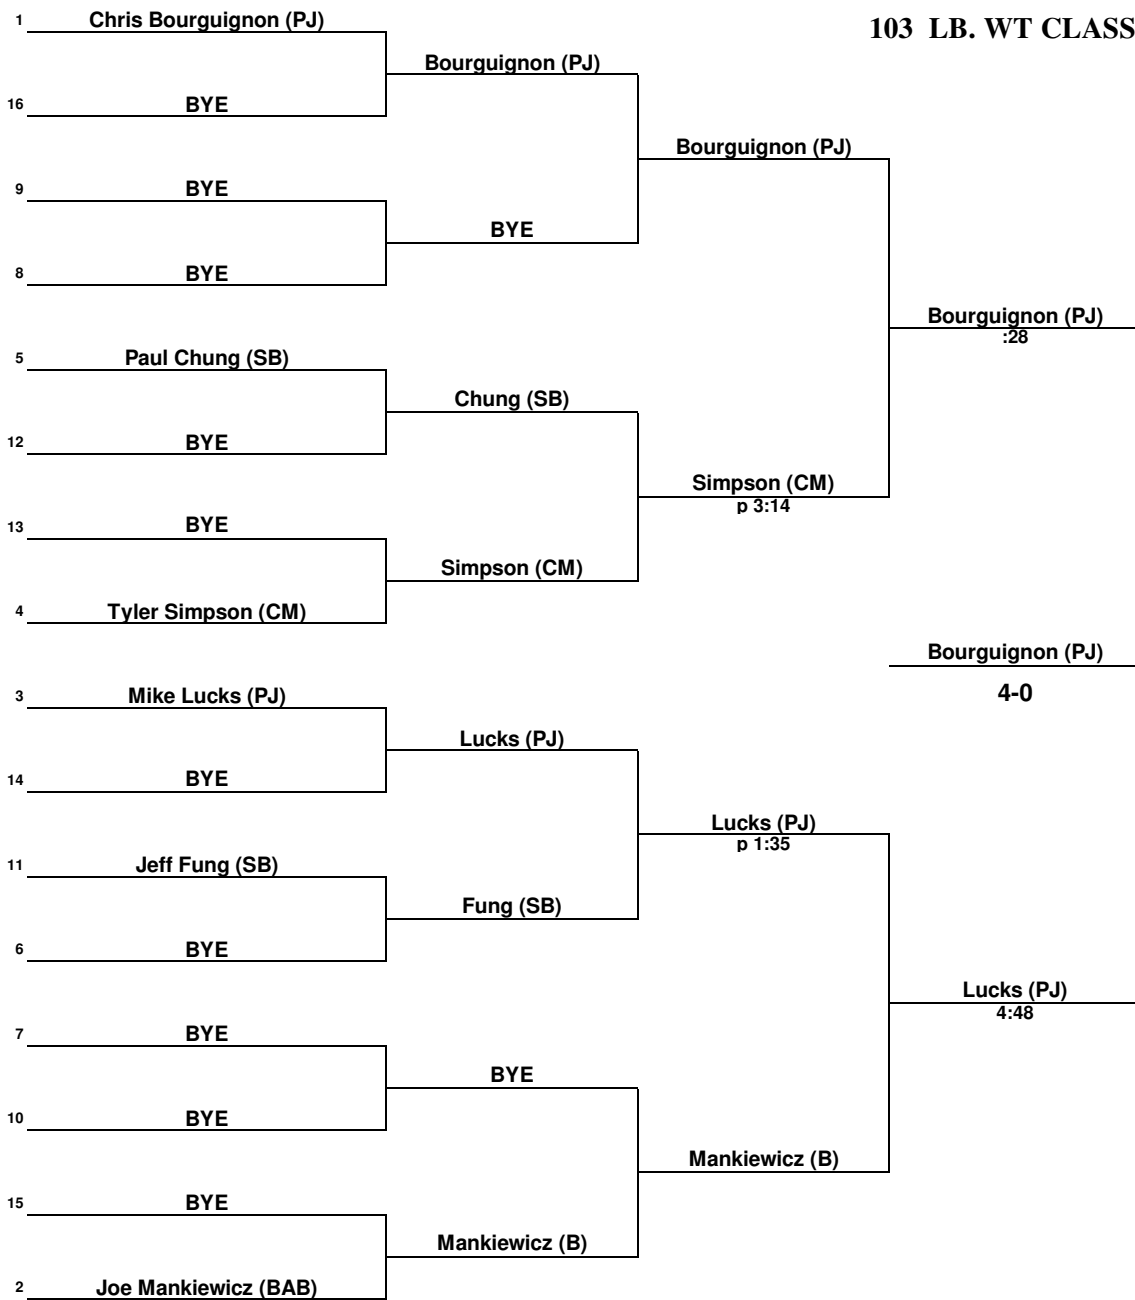 103 LB. WT CLASS
1 Chris Bourguignon (PJ)
Bourguignon (PJ)
16 BYE
Bourguignon (PJ)
9 BYE
BYE
8 BYE
Bourguignon (PJ)
:28
5 Paul Chung (SB)
Chung (SB)
12 BYE
Simpson (CM)
p 3:14
13 BYE
Simpson (CM)
4 Tyler Simpson (CM)
Bourguignon (PJ)
4-0
3 Mike Lucks (PJ)
Lucks (PJ)
14 BYE
Lucks (PJ)
p 1:35
11 Jeff Fung (SB)
Fung (SB)
6 BYE
Lucks (PJ)
4:48
7 BYE
BYE
10 BYE
Mankiewicz (B)
15 BYE
Mankiewicz (B)
2 Joe Mankiewicz (BAB)